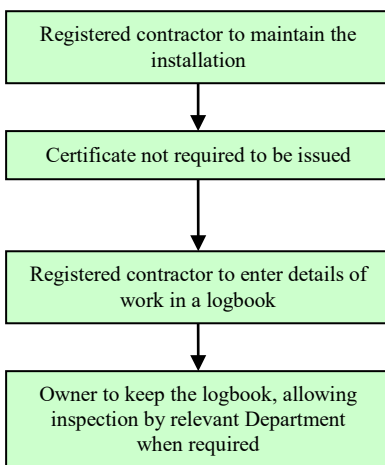 Registered contractor to maintain the
installation
Certificate not required to be issued
Registered contractor to enter details of
work in a logbook
Owner to keep the logbook, allowing
inspection by relevant Department
when required